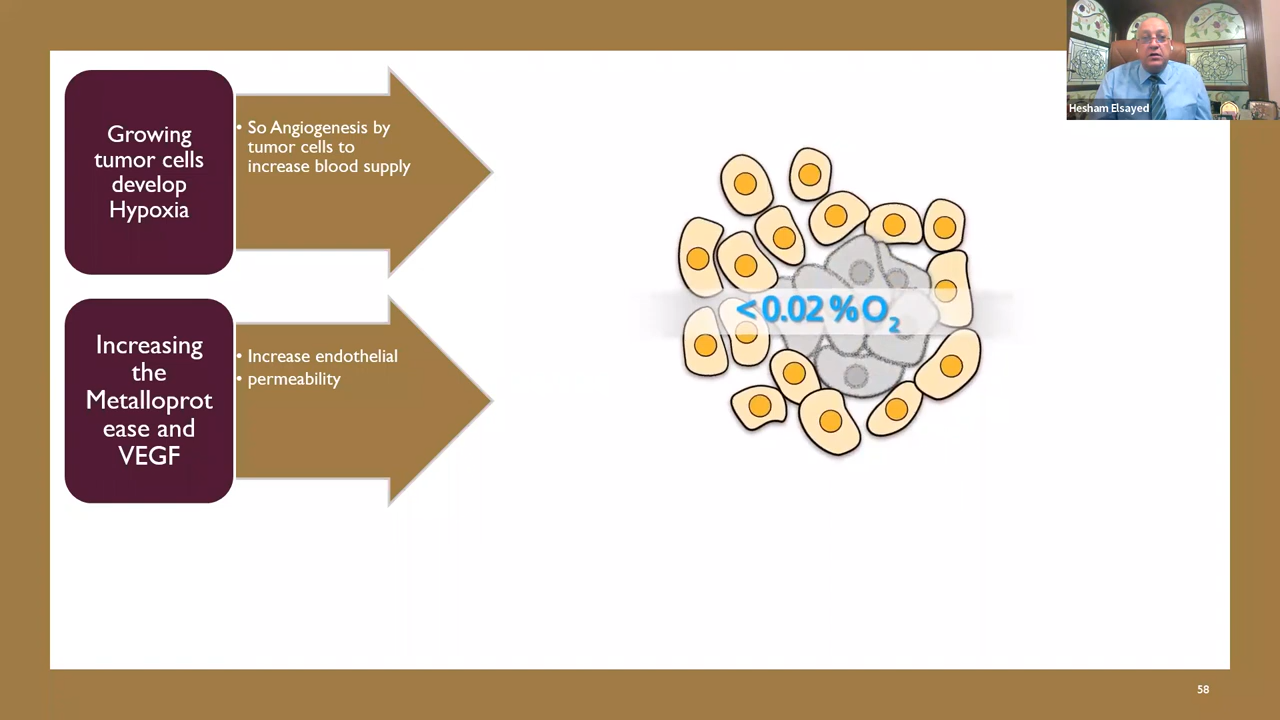 Hesham Elsayed
Growing
tumor cells
develop
Hypoxia
• So Angiogenesis by
tumor cells to
increase blood supply
Increasing
the
Metalloprot
ease and
VEGF
• Increase endothelial
• permeability
<0.02%O2
58